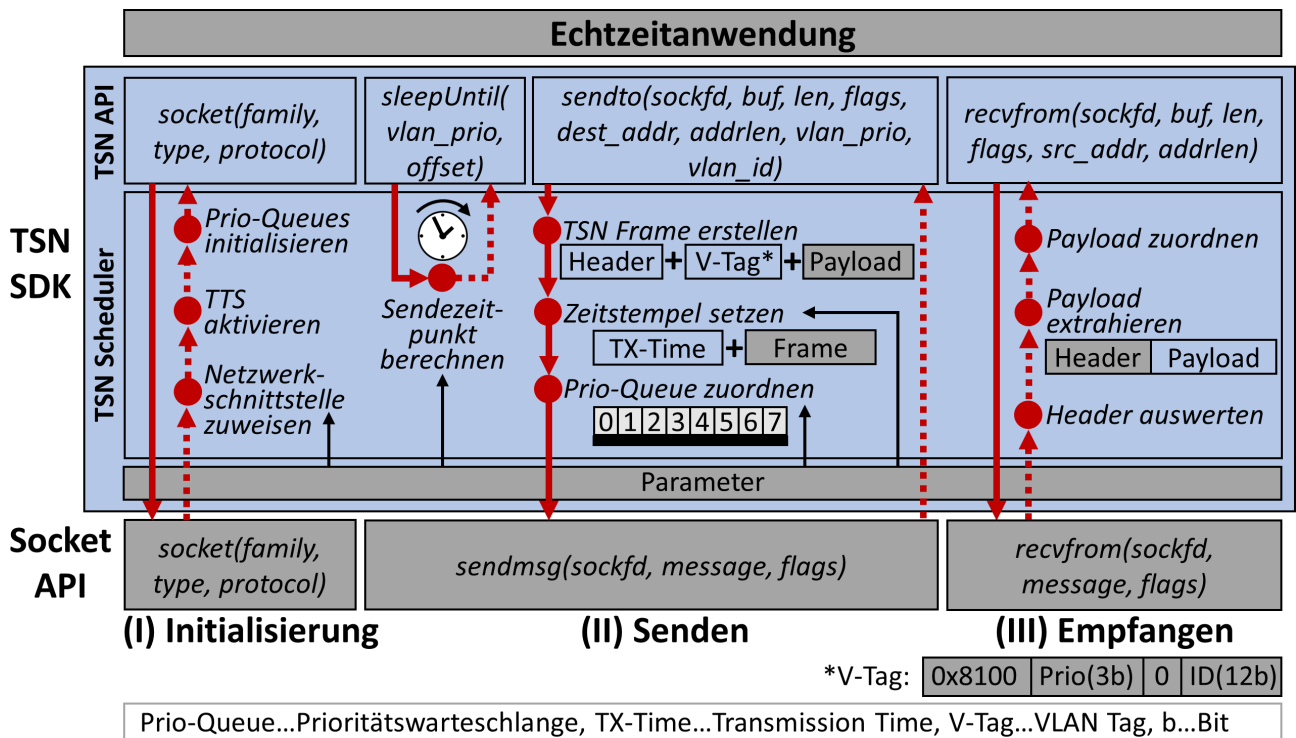 Echtzeitanwendung
TSN API
socket(family,
type, protocol)
sleepUntil(
vlan_prio,
offset)
sendto(sockfd, buf, len, flags,
dest_addr, addrlen, vlan_prio,
vlan_id)
recvfrom(sockfd, buf, len,
flags, src_addr, addrlen)
TSN
SDK
TSN Scheduler
Prio-Queues
initialisieren
TTS
aktivieren
Netzwerk-
schnittstelle
zuweisen
Sendezeit-
punkt
berechnen
TSN Frame erstellen
Header + V-Tag* + Payload
Zeitstempel setzen
TX-Time + Frame
Prio-Queue zuordnen
0 1 2 3 4 5 6 7
Payload zuordnen
Payload
extrahieren
Header Payload
Header auswerten
Parameter
Socket
API
socket(family,
type, protocol)
sendmsg(sockfd, message, flags)
recvfrom(sockfd,
message, flags)
(I) Initialisierung
(II) Senden
(III) Empfangen
*V-Tag: 0x8100 Prio(3b) 0 ID(12b)
Prio-Queue...Prioritätswarteschlange, TX-Time...Transmission Time, V-Tag...VLAN Tag, b...Bit